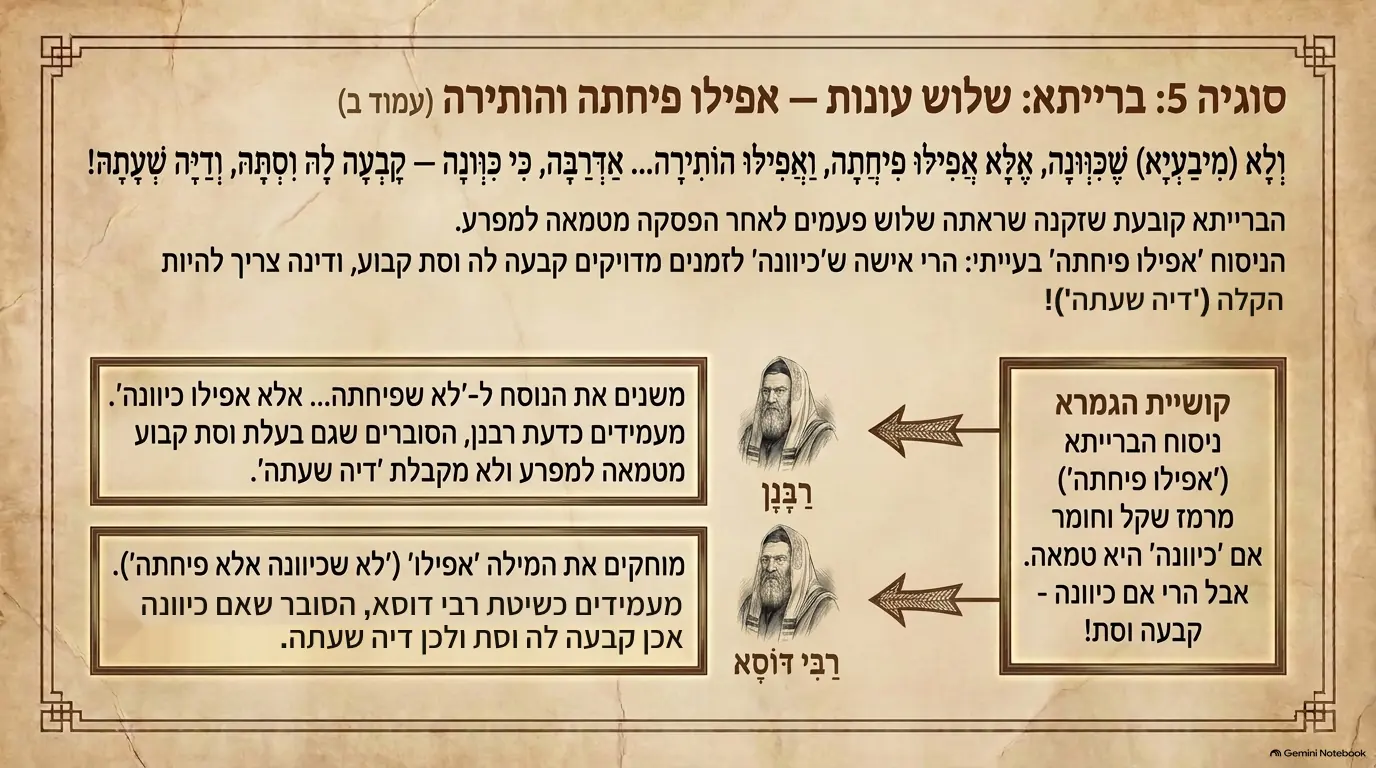 סוגיה 5: ברייתא: שלוש עונות – אפילו פיחתה והותירה (עמוד ב)
וְלָא (מִיבַעְיָא) שֶׁכִּוְּונָה, אֶלָּא אֲפִילּוּ פִּיחֲתָה, וַאֲפִילּוּ הוֹתִירָה... אַדְּרַבָּה, כִּי כִּוְּונָה – קָבְעָה לָהּ וִסְתָּהּ, וְדַיָּהּ שְׁעָתָהּ!
הברייתא קובעת שזקנה שראתה שלוש פעמים לאחר הפסקה מטמאה למפרע.
הניסוח 'אפילו פיחתה' בעייתי: הרי אישה ש'כיוונה' לזמנים מדויקים קבעה לה וסת קבוע, ודינה צריך להיות
הקלה ('דיה שעתה')!
קושיית הגמרא
ניסוח הברייתא
('אפילו פיחתה')
מרמז שקל וחומר
אם 'כיוונה' היא טמאה.
אבל הרי אם כיוונה -
קבעה וסת!
רַבָּנָן
משנים את הנוסח ל-'לא שפיחתה... אלא אפילו כיוונה'.
מעמידים כדעת רבנן, הסוברים שגם בעלת וסת קבוע
מטמאה למפרע ולא מקבלת 'דיה שעתה'.
רַבִּי דּוֹסָא
מוחקים את המילה 'אפילו' ('לא שכיוונה אלא פיחתה').
מעמידים כשיטת רבי דוסא, הסובר שאם כיוונה
אכן קבעה לה וסת ולכן דיה שעתה.
Gemini Notebook